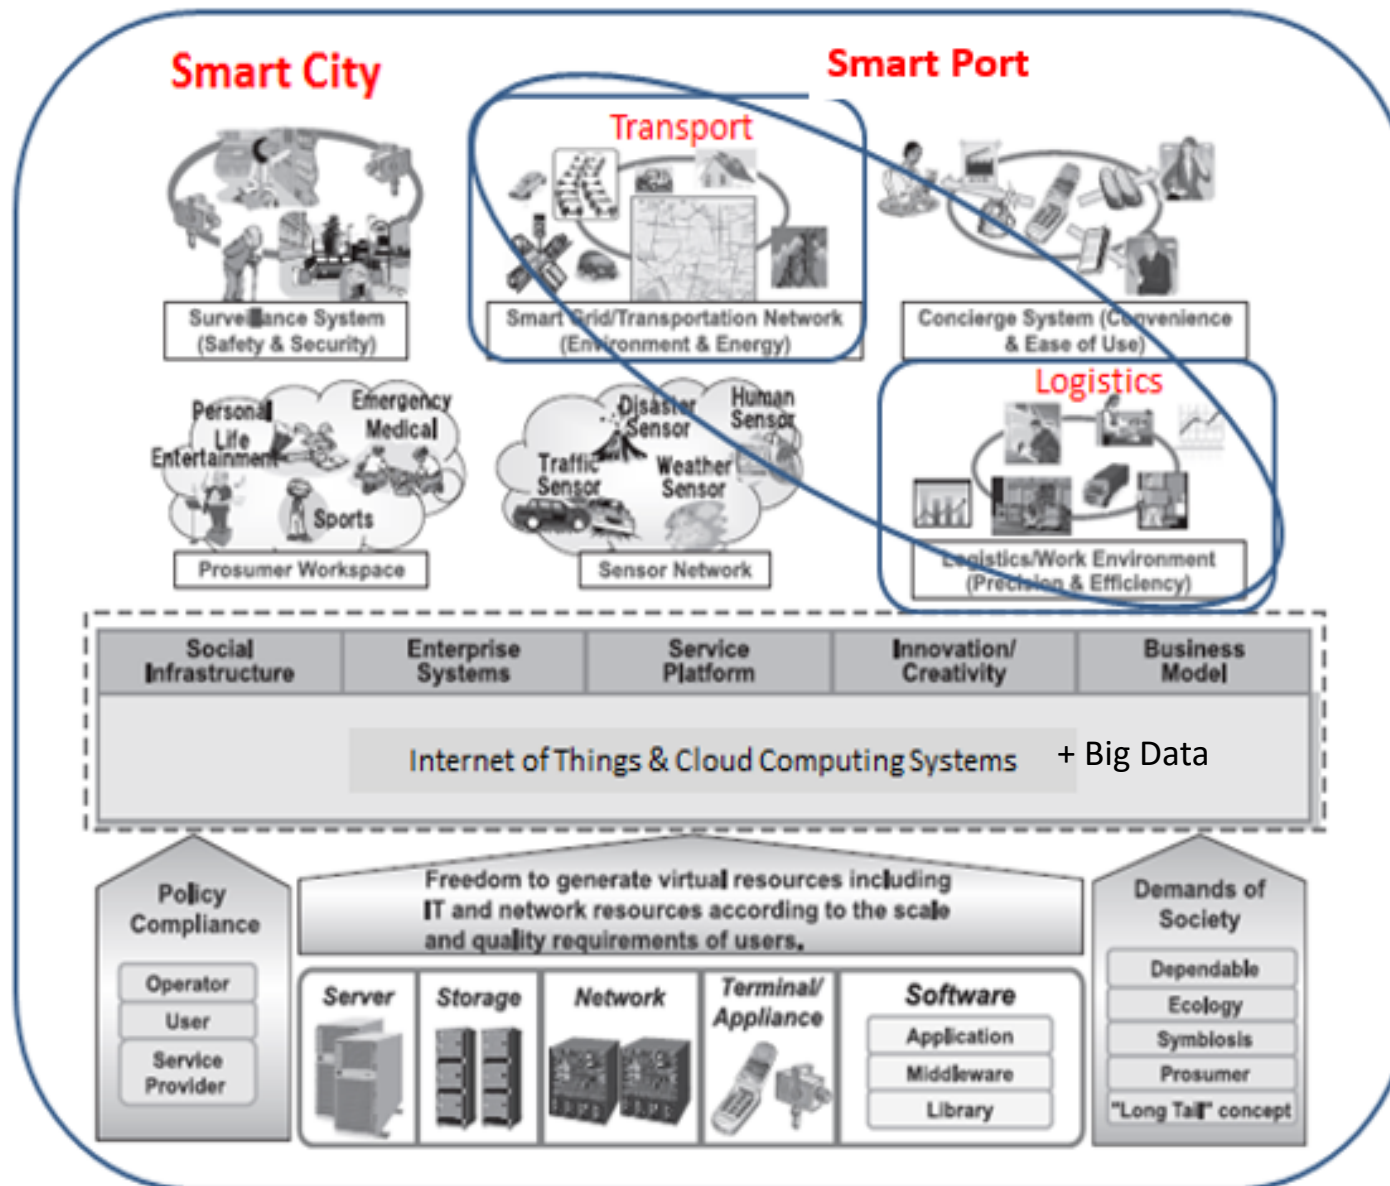 Smart City
Smart Port
Transport
Surveillance System
(Safety & Security)
Smart Grid/Transportation Network
(Environment & Energy)
Concierge System (Convenience
& Ease of Use)
Logistics
Personal
Life
Entertainment
Emergency
Medical
Sports
Prosumer Workspace
Disaster
Sensor
Human
Sensor
Traffic
Sensor
Weather
Sensor
Sensor Network
Logistics/Work Environment
(Precision & Efficiency)
Social
Infrastructure
Enterprise
Systems
Service
Platform
Innovation/
Creativity
Business
Model
Internet of Things & Cloud Computing Systems
+ Big Data
Policy
Compliance
Operator
User
Service
Provider
Freedom to generate virtual resources including
IT and network resources according to the scale
and quality requirements of users.
Server
Storage
Network
Terminal/
Appliance
Software
Application
Middleware
Library
Demands of
Society
Dependable
Ecology
Symbiosis
Prosumer
"Long Tail" concept